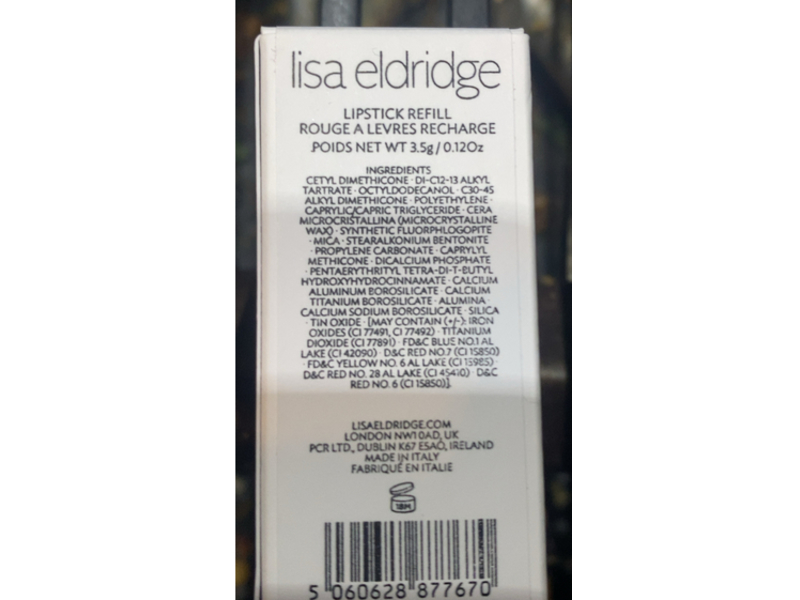 lisa eldridge
LIPSTICK REFILL
ROUGE A LEVRES RECHARGE
POIDS NET WT 3.5g / 0.12Oz
INGREDIENTS
CETYL DIMETHICONE · DI-C12-13 ALKYL
TARTRATE · OCTYLDODECANOL · C30-45
ALKYL DIMETHICONE · POLYETHYLENE ·
CAPRYLIC/CAPRIC TRIGLYCERIDE · CERA
MICROCRISTALLINA (MICROCRYSTALLINE
WAX) · SYNTHETIC FLUORPHLOGOPITE
· MICA · STEARALKONIUM BENTONITE
· PROPYLENE CARBONATE · CAPRYLYL
METHICONE · DICALCIUM PHOSPHATE
· PENTAERYTHRITYL TETRA-DI-T-BUTYL
HYDROXYHYDROCINNAMATE · CALCIUM
ALUMINUM BOROSILICATE · CALCIUM
TITANIUM BOROSILICATE · ALUMINA ·
CALCIUM SODIUM BOROSILICATE · SILICA
· TIN OXIDE · [MAY CONTAIN (+/-): IRON
OXIDES (CI 77491, CI 77492) · TITANIUM
DIOXIDE (CI 77891) · FD&C BLUE NO.1 AL
LAKE (CI 42090) · D&C RED NO.7 (CI 15850)
· FD&C YELLOW NO. 6 AL LAKE (CI 15985) ·
D&C RED NO. 28 AL LAKE (CI 45410) · D&C
RED NO. 6 (CI 15850)].
LISAELDRIDGE.COM
LONDON NW1 0AD, UK
PCR LTD., DUBLIN K67 E5A0, IRELAND
MADE IN ITALY
FABRIQUÉ EN ITALIE
18M
5 060628 877670